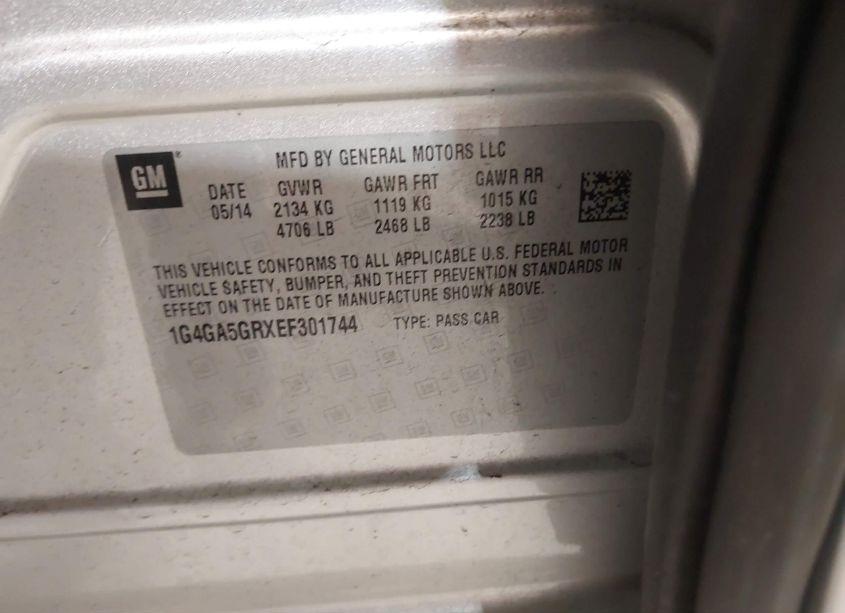 GM®
MFD BY GENERAL MOTORS LLC
DATE GVWR GAWR FRT GAWR RR
05/14 2134 KG 1119 KG 1015 KG
4706 LB 2468 LB 2238 LB
THIS VEHICLE CONFORMS TO ALL APPLICABLE U.S. FEDERAL MOTOR
VEHICLE SAFETY, BUMPER, AND THEFT PREVENTION STANDARDS IN
EFFECT ON THE DATE OF MANUFACTURE SHOWN ABOVE.
1G4GA5GRXEF301744 TYPE: PASS CAR